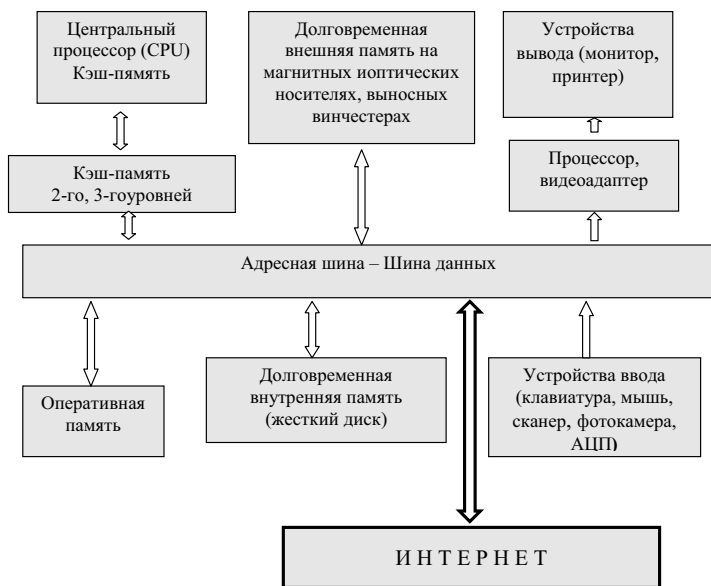 Центральный
процессор (CPU)
Кэш-пямять
Долговременная
внешняя память на
магнитных иоптических
носителях, выносных
винчестерах
Устройства
вывода (монитор,
принтер)
Кэш-память
2-го, 3-гоуровней
Процессор,
видеоадаптер
Адресная шина – Шина данных
Оперативная
память
Долговременная
внутренняя память
(жесткий диск)
Устройства ввода
(клавиатура, мышь,
сканер, фотокамера,
АЦП)
И Н Т Е Р Н Е Т